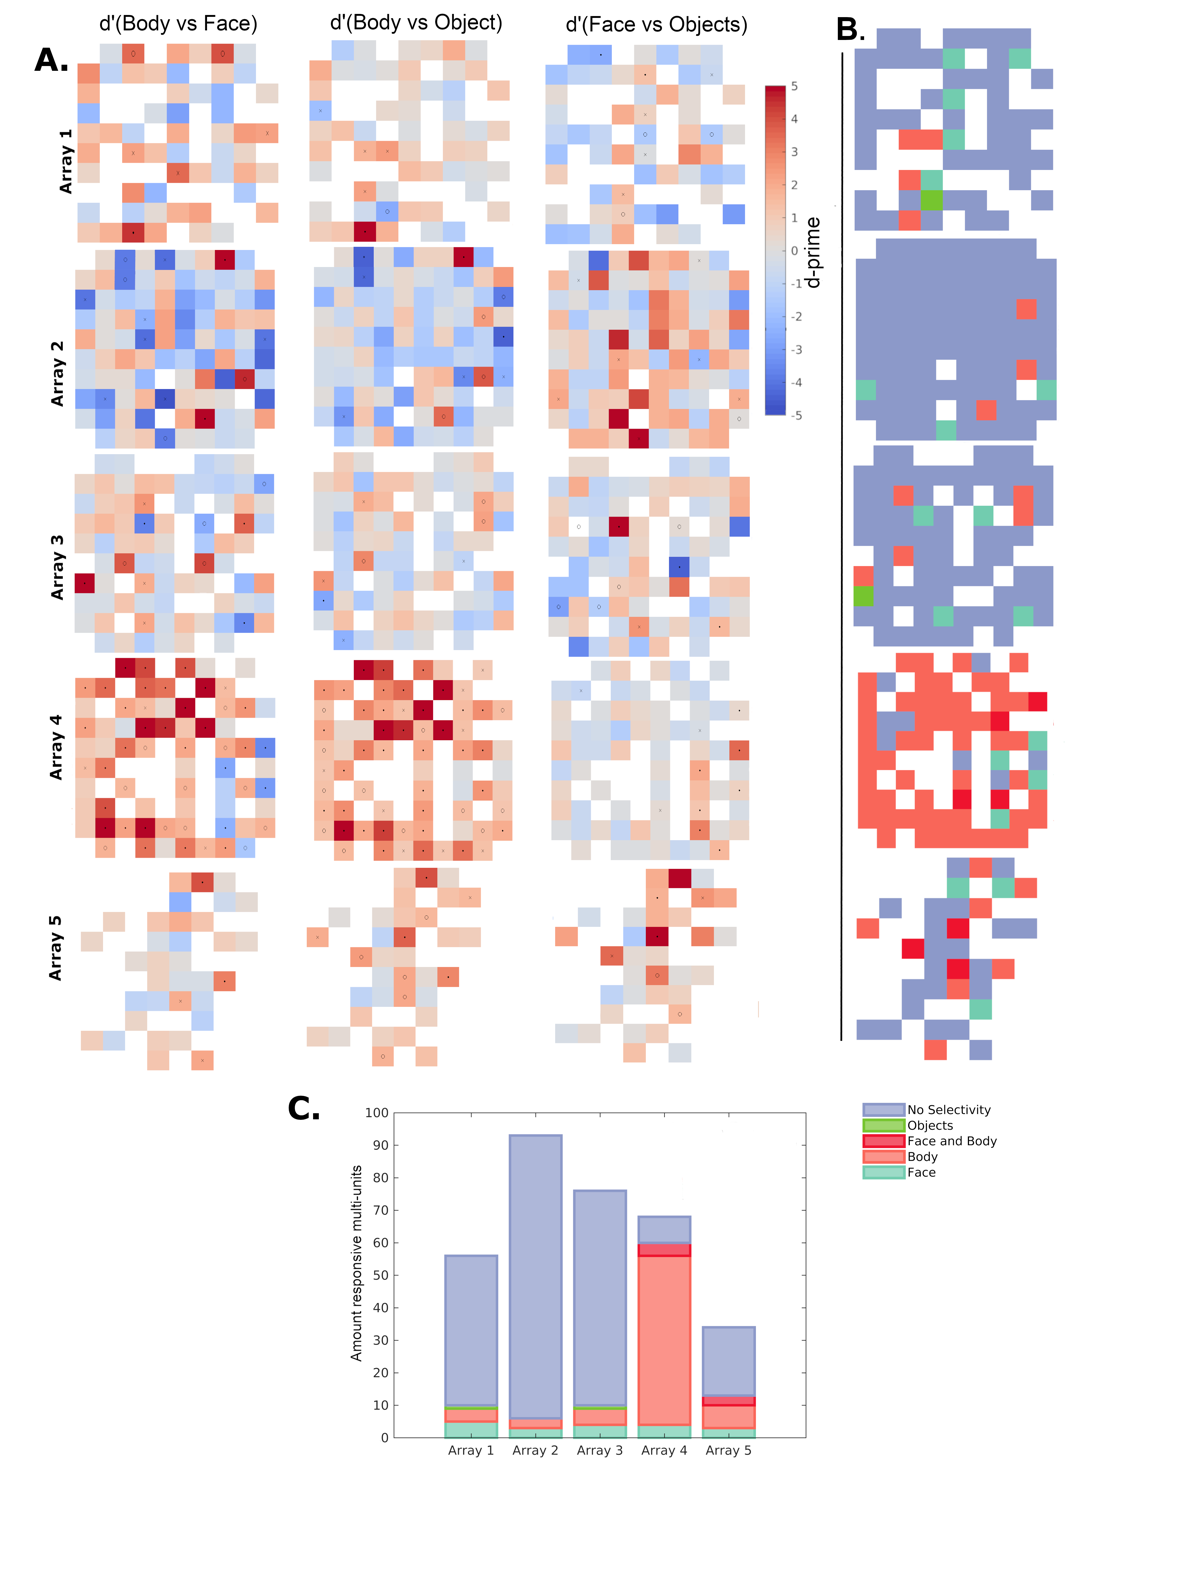 d'(Body vs Face)
d'(Body vs Object)
d'(Face vs Objects)
A.
B.
Array 1
Array 2
Array 3
Array 4
Array 5
5
4
3
2
1
0
-1
-2
-3
-4
-5
d-prime
C.
Amount responsive multi-units
100
90
80
70
60
50
40
30
20
10
0
Array 1
Array 2
Array 3
Array 4
Array 5
No Selectivity
Objects
Face and Body
Body
Face